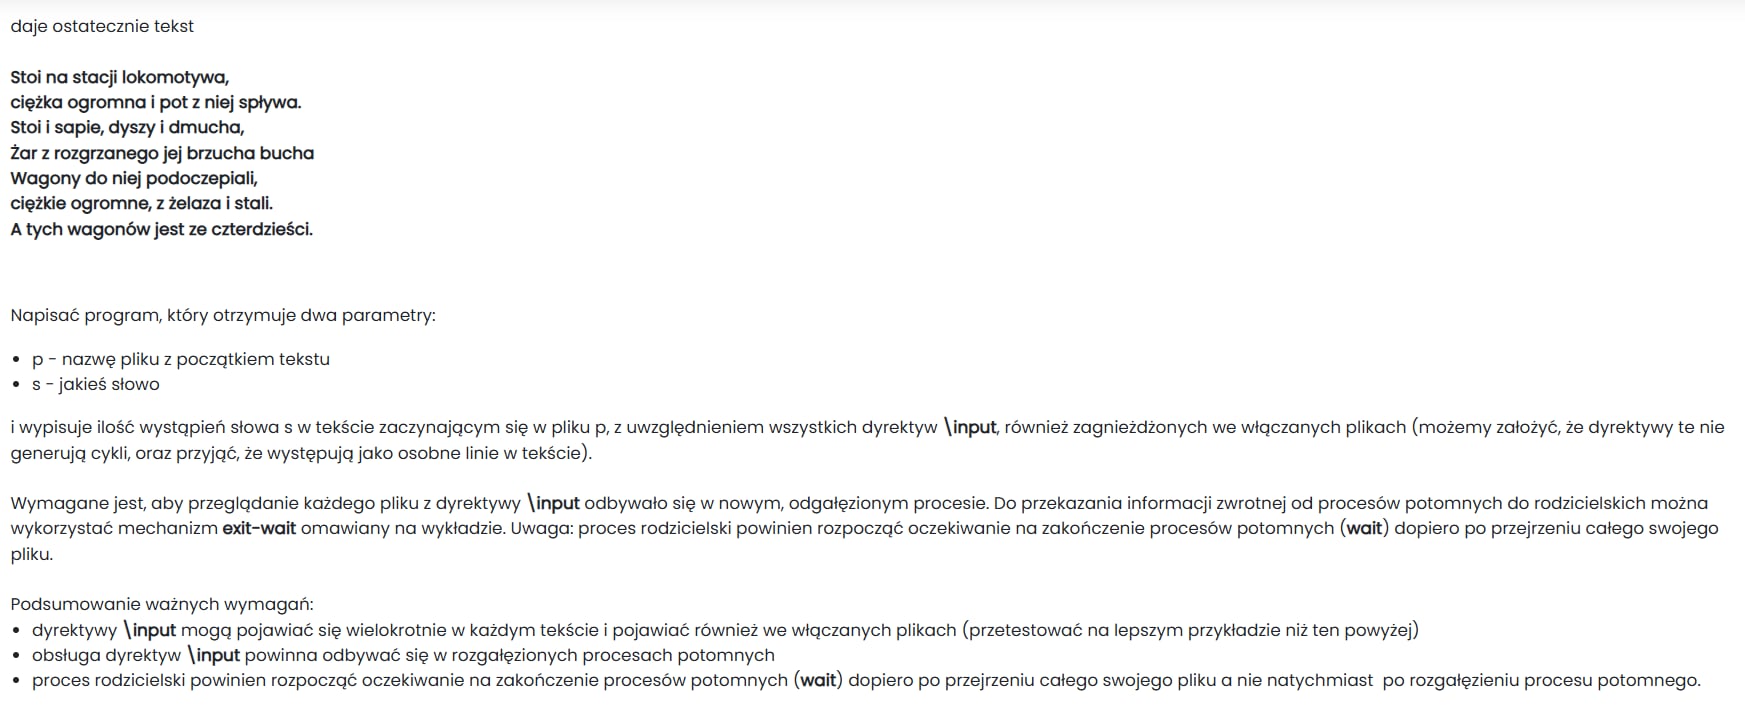 daje ostatecznie tekst
Stoi na stacji lokomotywa,
ciężka ogromna i pot z niej spływa.
Stoi i sapie, dyszy i dmucha,
Żar z rozgrzanego jej brzucha bucha
Wagony do niej podoczepiali,
ciężkie ogromne, z żelaza i stali.
A tych wagonów jest ze czterdzieści.
Napisać program, który otrzymuje dwa parametry:
• p - nazwę pliku z początkiem tekstu
• s - jakieś słowo
i wypisuje ilość wystąpień słowa s w tekście zaczynającym się w pliku p, z uwzględnieniem wszystkich dyrektyw \input, również zagnieżdżonych we włączanych plikach (możemy założyć, że dyrektywy te nie
generują cykli, oraz przyjąć, że występują jako osobne linie w tekście).
Wymagane jest, aby przeglądanie każdego pliku z dyrektywy \input odbywało się w nowym, odgałęzionym procesie. Do przekazania informacji zwrotnej od procesów potomnych do rodzicielskich można
wykorzystać mechanizm exit-wait omawiany na wykładzie. Uwaga: proces rodzicielski powinien rozpocząć oczekiwanie na zakończenie procesów potomnych (wait) dopiero po przejrzeniu całego swojego
pliku.
Podsumowanie ważnych wymagań:
• dyrektywy \input mogą pojawiać się wielokrotnie w każdym tekście i pojawiać również we włączanych plikach (przetestować na lepszym przykładzie niż ten powyżej)
• obsługa dyrektyw \input powinna odbywać się w rozgałęzionych procesach potomnych
• proces rodzicielski powinien rozpocząć oczekiwanie na zakończenie procesów potomnych (wait) dopiero po przejrzeniu całego swojego pliku a nie natychmiast  po rozgałęzieniu procesu potomnego.